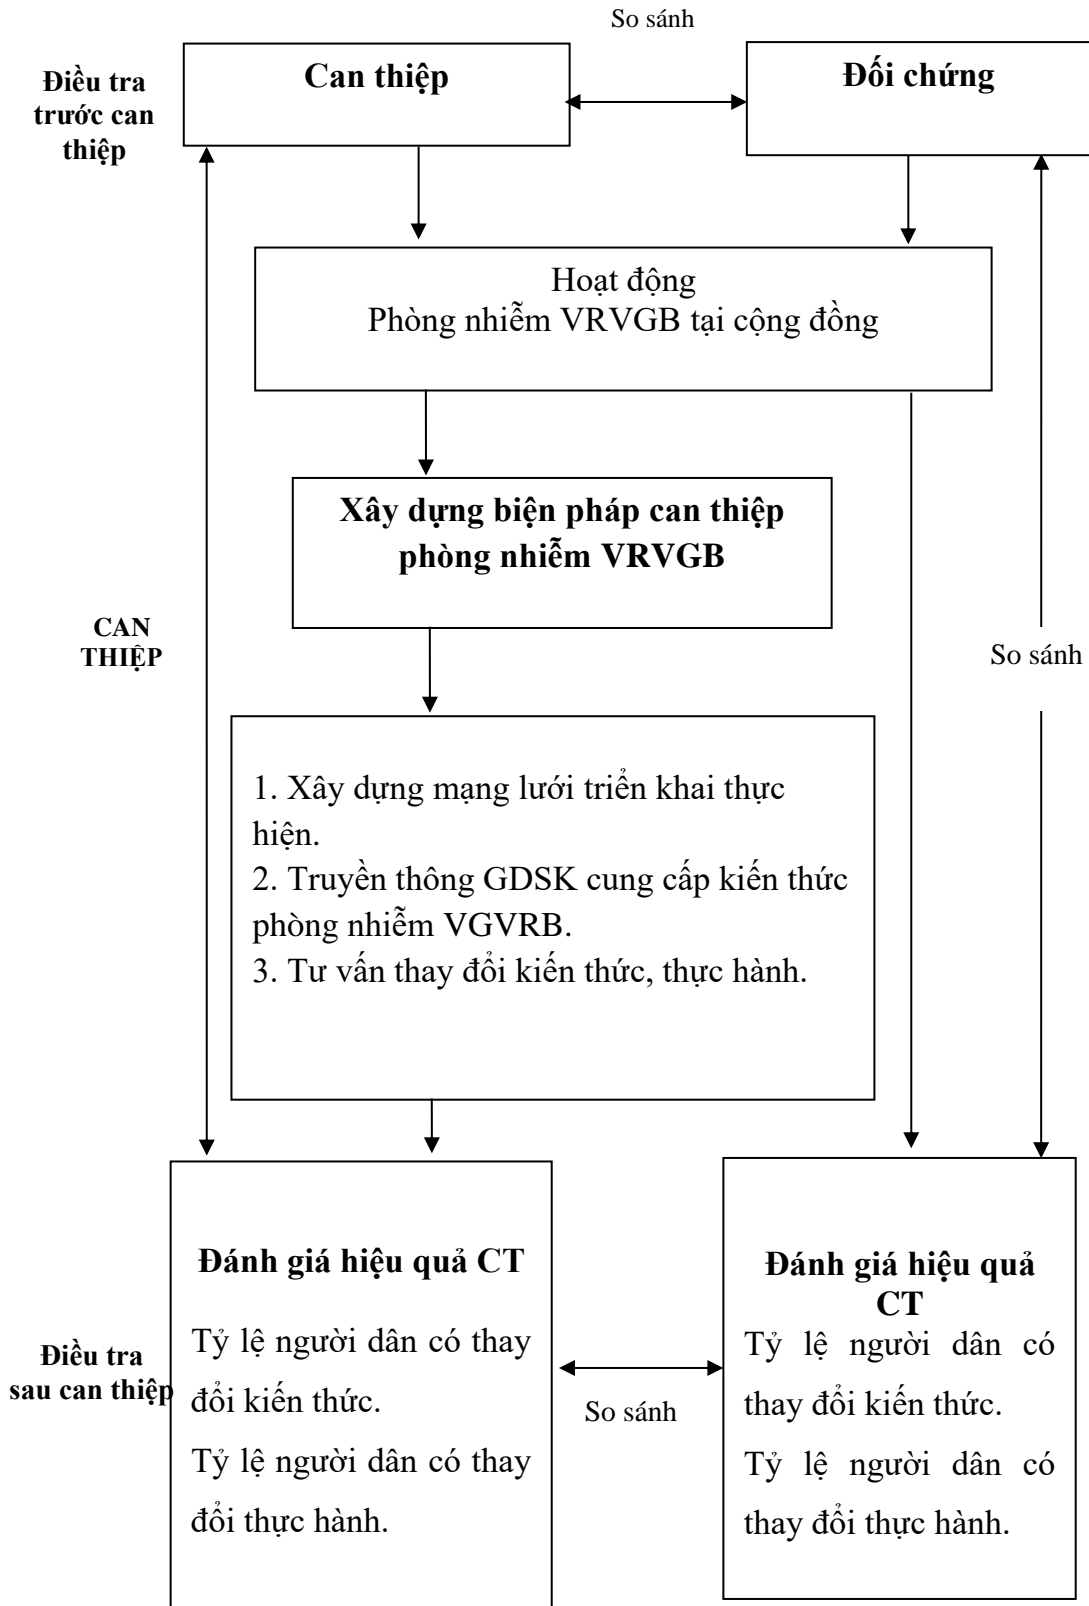 So sánh
Điều tra
trước can
thiệp
Can thiệp
Đối chứng
Hoạt động
Phòng nhiễm VRVGB tại cộng đồng
Xây dựng biện pháp can thiệp
phòng nhiễm VRVGB
CAN
THIỆP
So sánh
1. Xây dựng mạng lưới triển khai thực
hiện.
2. Truyền thông GDSK cung cấp kiến thức
phòng nhiễm VGVRB.
3. Tư vấn thay đổi kiến thức, thực hành.
Điều tra
sau can thiệp
Đánh giá hiệu quả CT
Tỷ lệ người dân có thay
đổi kiến thức.
Tỷ lệ người dân có thay
đổi thực hành.
So sánh
Đánh giá hiệu quả
CT
Tỷ lệ người dân có
thay đổi kiến thức.
Tỷ lệ người dân có
thay đổi thực hành.